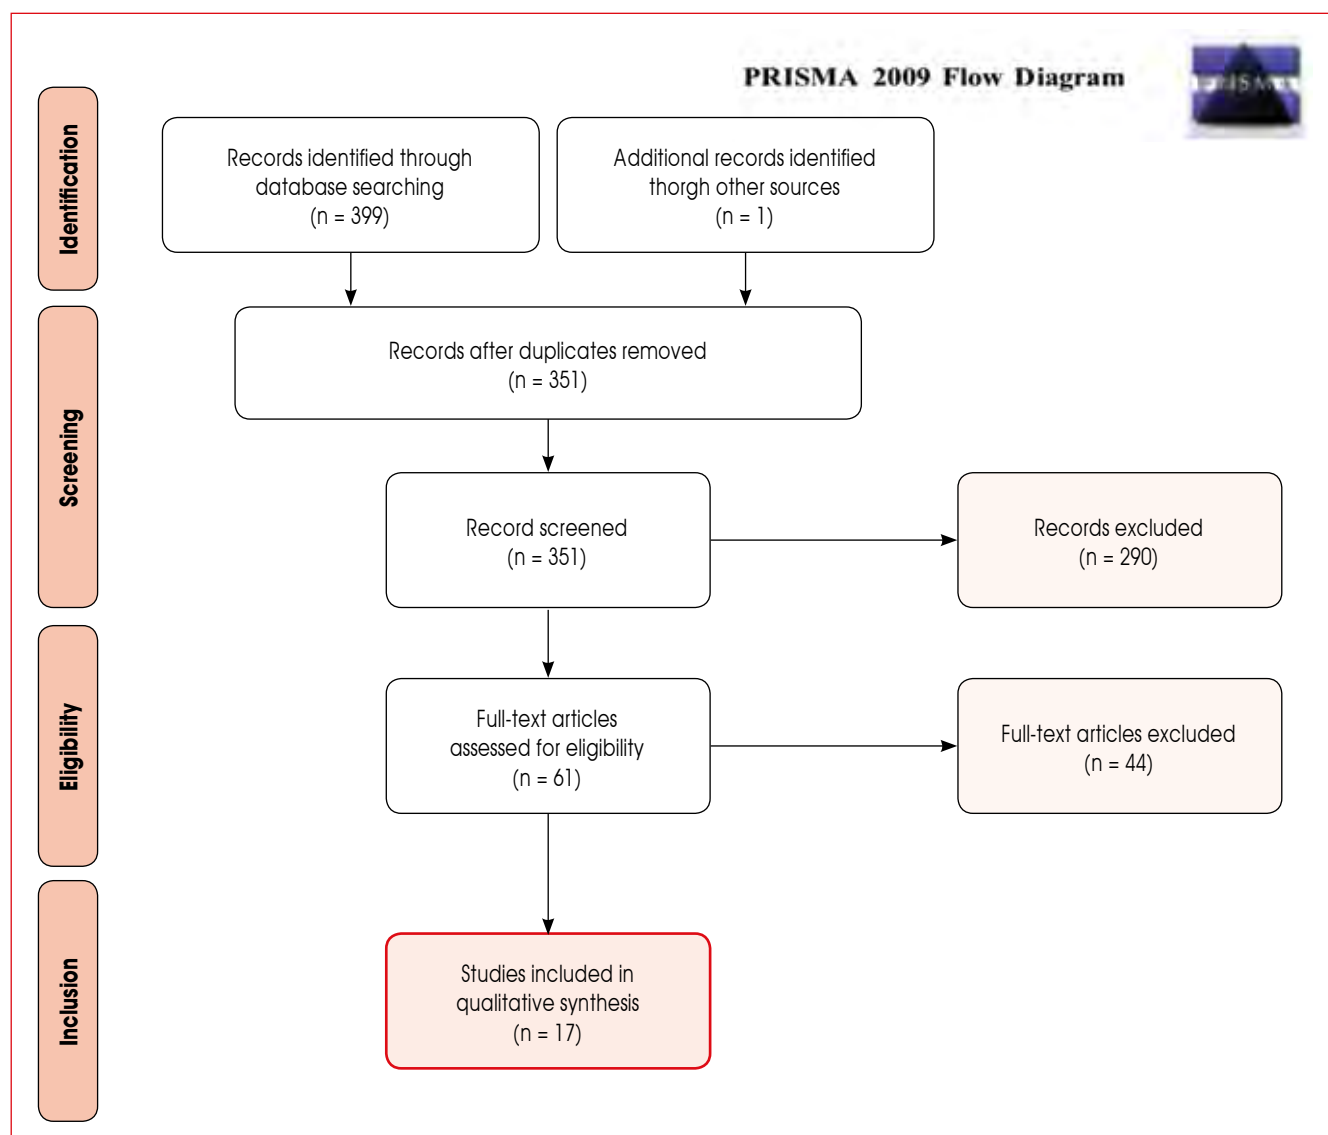 PRISMA 2009 Flow Diagram
PRISMA
Identification
Records identified through
database searching
(n = 399)
Additional records identified
thorgh other sources
(n = 1)
Screening
Records after duplicates removed
(n = 351)
Record screened
(n = 351)
Records excluded
(n = 290)
Eligibility
Full-text articles
assessed for eligibility
(n = 61)
Full-text articles excluded
(n = 44)
Inclusion
Studies included in
qualitative synthesis
(n = 17)